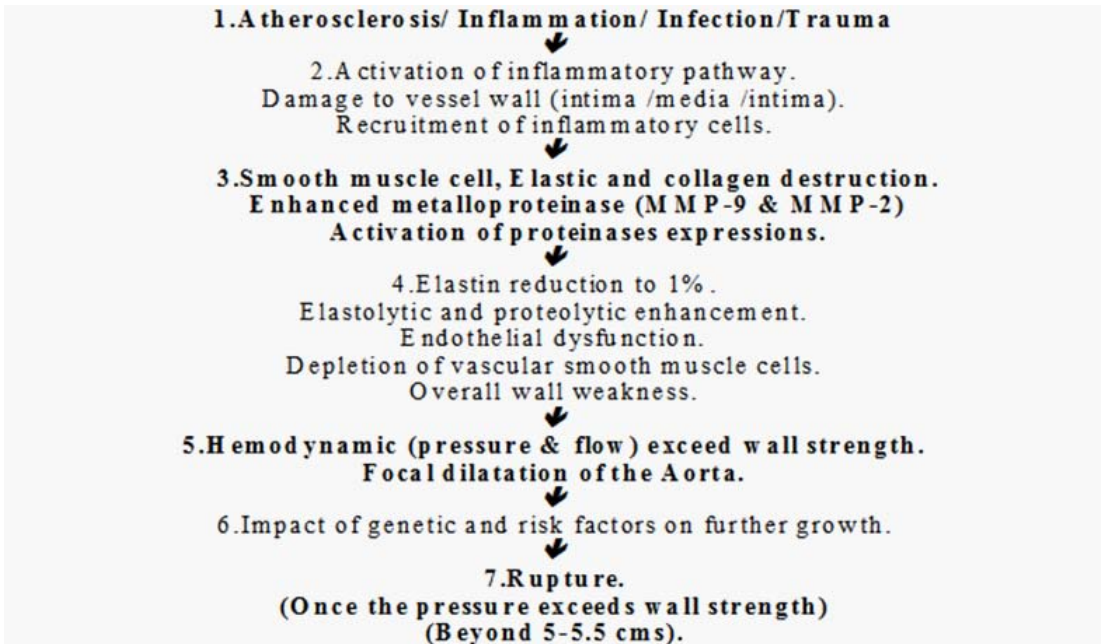 1.Atherosclerosis/ Inflammation/ Infection/Trauma
2.Activation of inflammatory pathway.
Damage to vessel wall (intima /media /intima).
Recruitment of inflammatory cells.
3.Smooth muscle cell, Elastic and collagen destruction.
Enhanced metalloproteinase (MMP-9 & MMP-2)
Activation of proteinases expressions.
4.Elastin reduction to 1% .
Elastolytic and proteolytic enhancement.
Endothelial dysfunction.
Depletion of vascular smooth muscle cells.
Overall wall weakness.
5.Hemodynamic (pressure & flow) exceed wall strength.
Focal dilatation of the Aorta.
6.Impact of genetic and risk factors on further growth.
7.Rupture.
(Once the pressure exceeds wall strength)
(Beyond 5-5.5 cms).